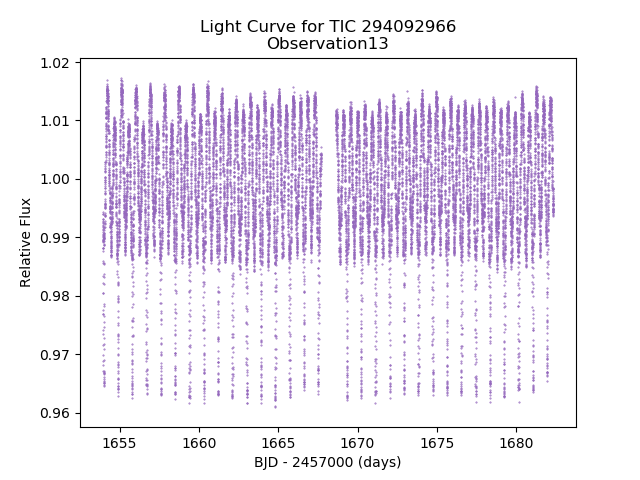 Light Curve for TIC 294092966
Observation13
1.02
1.01
1.00
0.99
0.98
0.97
0.96
Relative Flux
1655 1660 1665 1670 1675 1680
BJD - 2457000 (days)